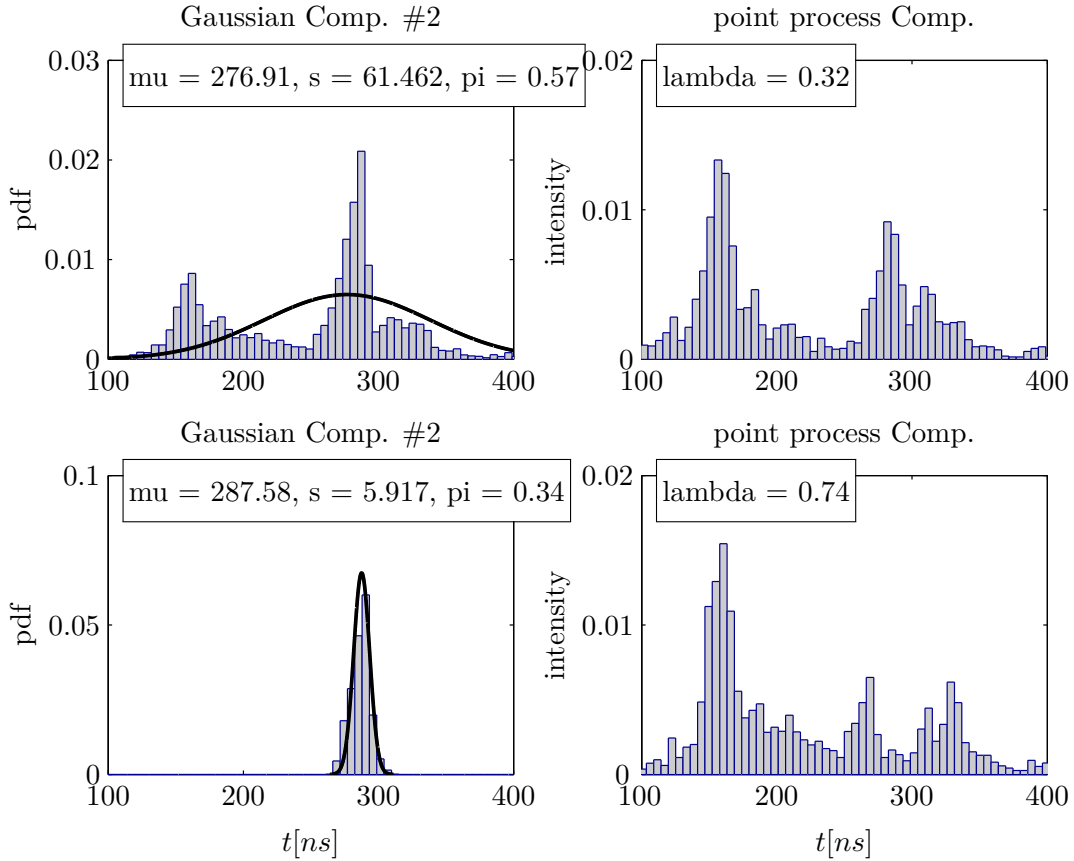 Gaussian Comp. #2
mu = 276.91, s = 61.462, pi = 0.57
0.03
0.02
0.01
0
pdf
100
200
300
400
point process Comp.
lambda = 0.32
0.02
0.01
0
intensity
100
200
300
400
Gaussian Comp. #2
mu = 287.58, s = 5.917, pi = 0.34
0.1
0.05
0
pdf
100
200
300
400
t[ns]
point process Comp.
lambda = 0.74
0.02
0.01
0
intensity
100
200
300
400
t[ns]